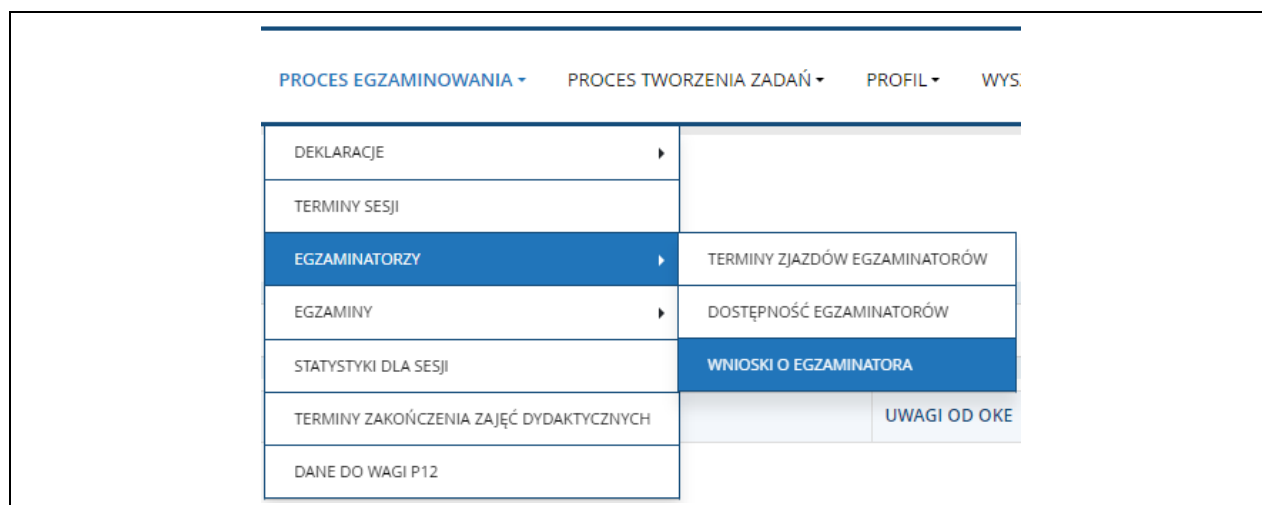 PROCES EGZAMINOWANIA PROCES TWORZENIA ZADAŃ PROFIL WYS
DEKLARACJE
TERMINY SESJI
EGZAMINATORZY TERMINY ZJAZDÓW EGZAMINATORÓW
EGZAMINY DOSTĘPNOŚĆ EGZAMINATORÓW
STATYSTYKI DLA SESJI WNIOSKI O EGZAMINATORA
TERMINY ZAKOŃCZENIA ZAJĘĆ DYDAKTYCZNYCH UWAGI OD OKE
DANE DO WAGI P12